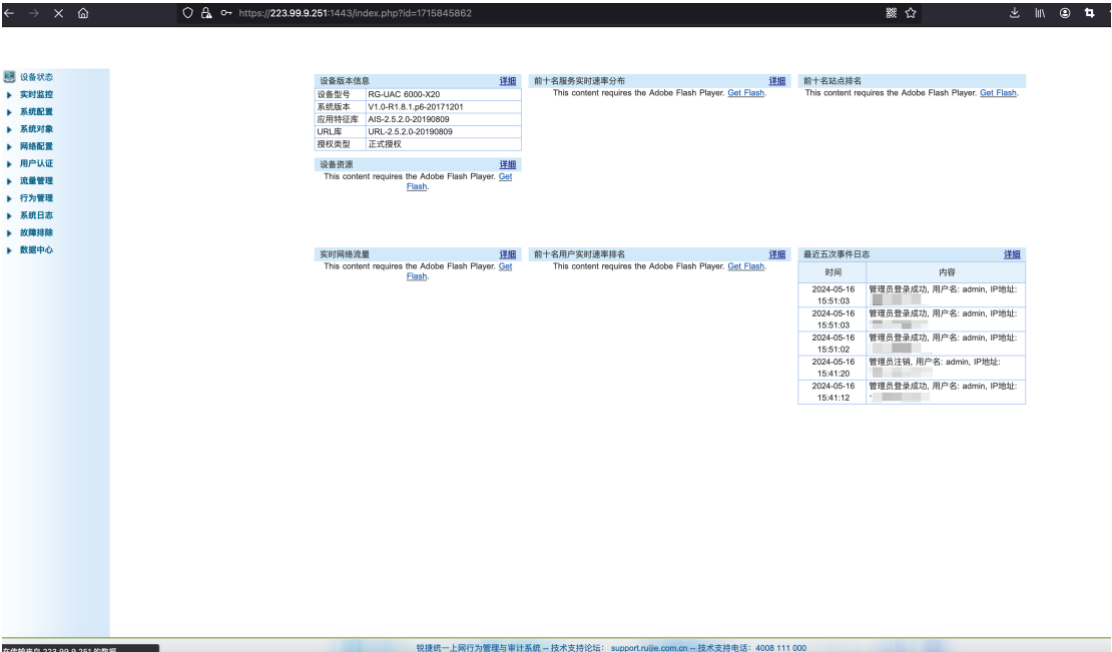 https://223.99.9.251:1443/index.php?id=1715845862
设备状态
实时监控
系统配置
系统对象
网络配置
用户认证
流量管理
行为管理
系统日志
故障排除
数据中心
设备版本信息 详细
设备型号 RG-UAC 6000-X20
系统版本 V1.0-R1.8.1.p6-20171201
应用特征库 AIS-2.5.2.0-20190809
URL库 URL-2.5.2.0-20190809
授权类型 正式授权
设备资源 详细
This content requires the Adobe Flash Player. Get
Flash.
前十名服务实时速率分布 详细
This content requires the Adobe Flash Player. Get Flash.
前十名站点排名
This content requires the Adobe Flash Player. Get Flash.
实时网络流量 详细
This content requires the Adobe Flash Player. Get
Flash.
前十名用户实时速率排名 详细
This content requires the Adobe Flash Player. Get Flash.
最近五次事件日志 详细
时间 内容
2024-05-16 管理员登录成功, 用户名: admin, IP地址:
15:51:03
2024-05-16 管理员登录成功, 用户名: admin, IP地址:
15:51:03
2024-05-16 管理员登录成功, 用户名: admin, IP地址:
15:51:02
2024-05-16 管理员注销, 用户名: admin, IP地址:
15:41:20
2024-05-16 管理员登录成功, 用户名: admin, IP地址:
15:41:12
在传输来自 223.99.9.251 的数据
锐捷统一上网行为管理与审计系统 -- 技术支持论坛: support.ruijie.com.cn -- 技术支持电话: 4008 111 000